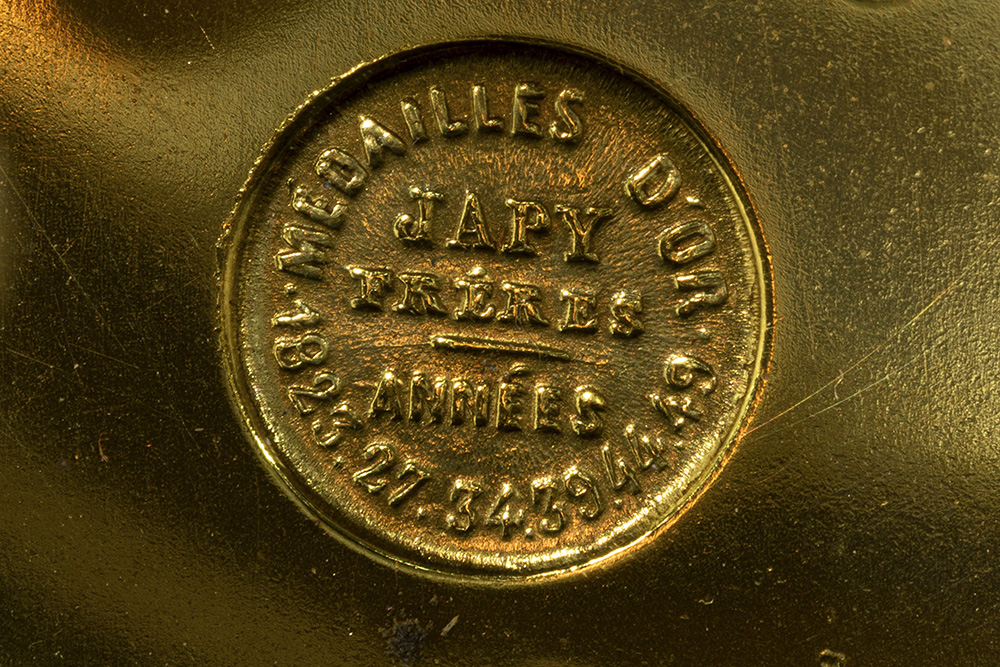 MÉDAILLES D'OR.
JAPY
FRÈRES
ANNÉES
1823.27.34.39.44.49